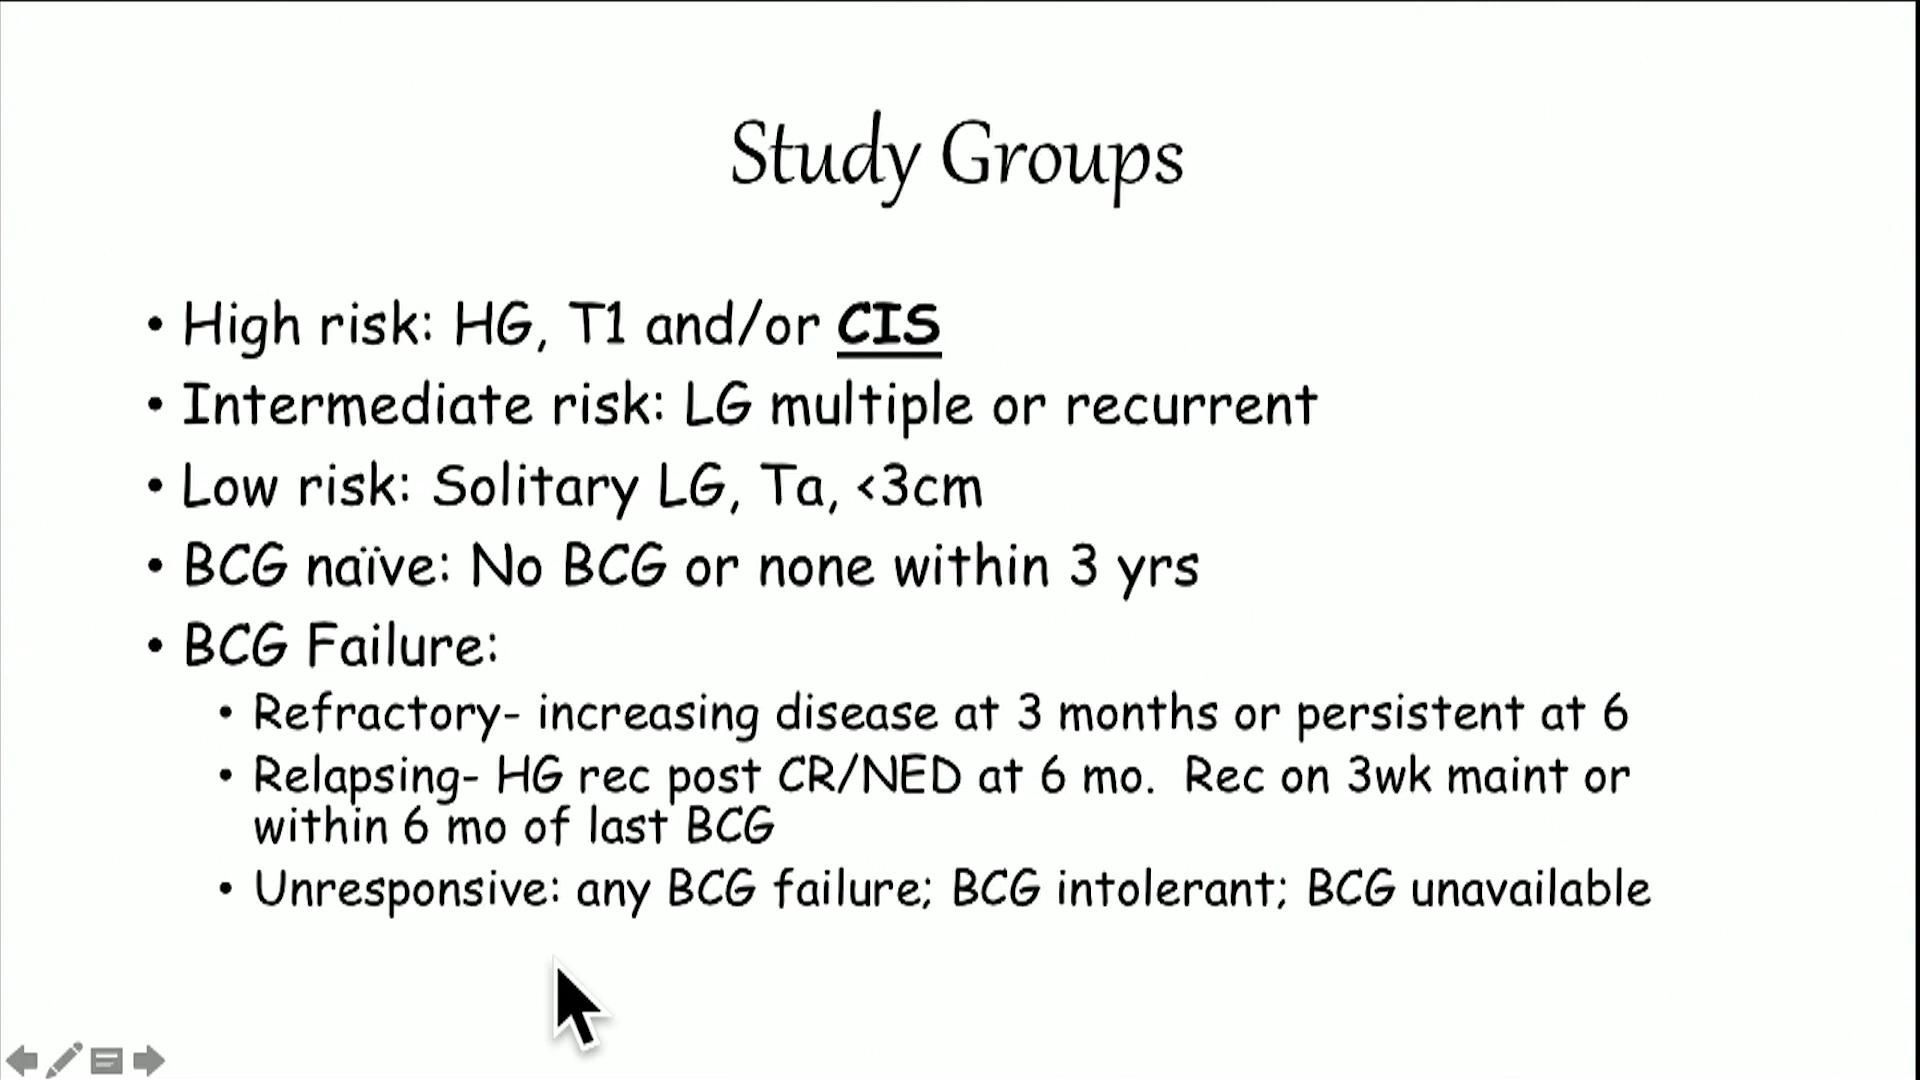 Study Groups
• High risk: HG, T1 and/or CIS
• Intermediate risk: LG multiple or recurrent
• Low risk: Solitary LG, Ta, <3cm
• BCG naïve: No BCG or none within 3 yrs
• BCG Failure:
• Refractory- increasing disease at 3 months or persistent at 6
• Relapsing- HG rec post CR/NED at 6 mo. Rec on 3wk maint or
within 6 mo of last BCG
• Unresponsive: any BCG failure; BCG intolerant; BCG unavailable